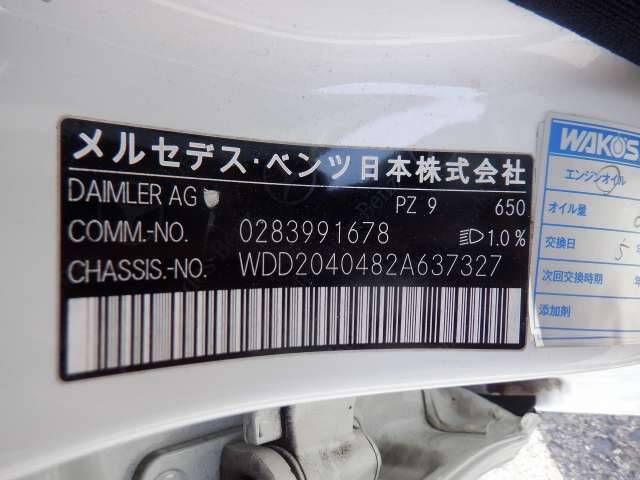 メルセデス・ベンツ日本株式会社
DAIMLER AG PZ 9 650
COMM.-NO. 0283991678 1.0%
CHASSIS.-NO. WDD2040482A637327
WAKO'S
エンジンオイル
オイル量
交換日 5
次回交換時期
添加剤